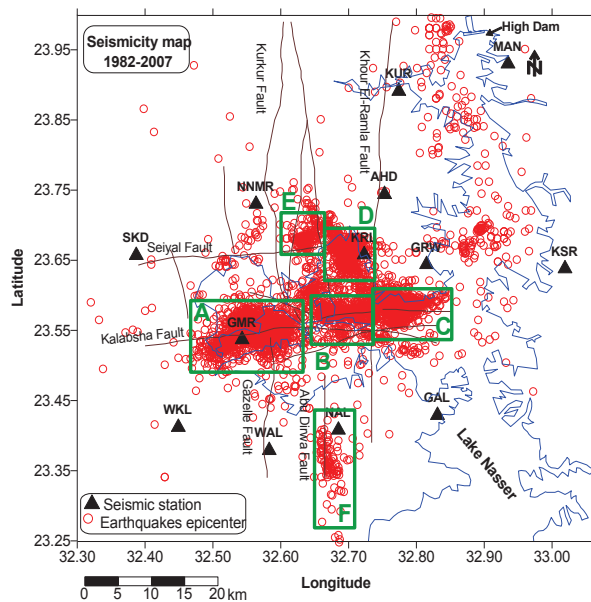 Seismicity map
1982-2007
High Dam
MAN
N
KUR
Kurkur Fault
Khour El-Ramla Fault
AHD
NNMR
E
D
SKD
Seiyal Fault
KRL
GRW
KSR
A
GMR
Kalabsha Fault
C
B
Gazelle Fault
Abu Dirwa Fault
WKL
WAL
NAL
GAL
Lake Nasser
F
Seismic station
Earthquakes epicenter
Latitude
23.95
23.85
23.75
23.65
23.55
23.45
23.35
23.25
32.30 32.40 32.50 32.60 32.70 32.80 32.90 33.00
Longitude
0 5 10 15 20 km